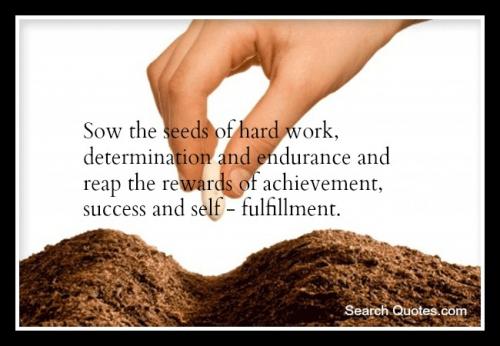 Sow the seeds of hard work,
determination and endurance and
reap the rewards of achievement,
success and self - fulfillment.
Search Quotes.com